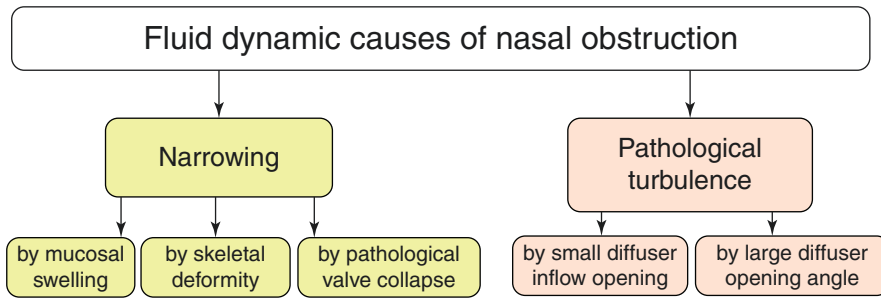 Fluid dynamic causes of nasal obstruction
Narrowing
Pathological
turbulence
by mucosal
swelling
by skeletal
deformity
by pathological
valve collapse
by small diffuser
inflow opening
by large diffuser
opening angle